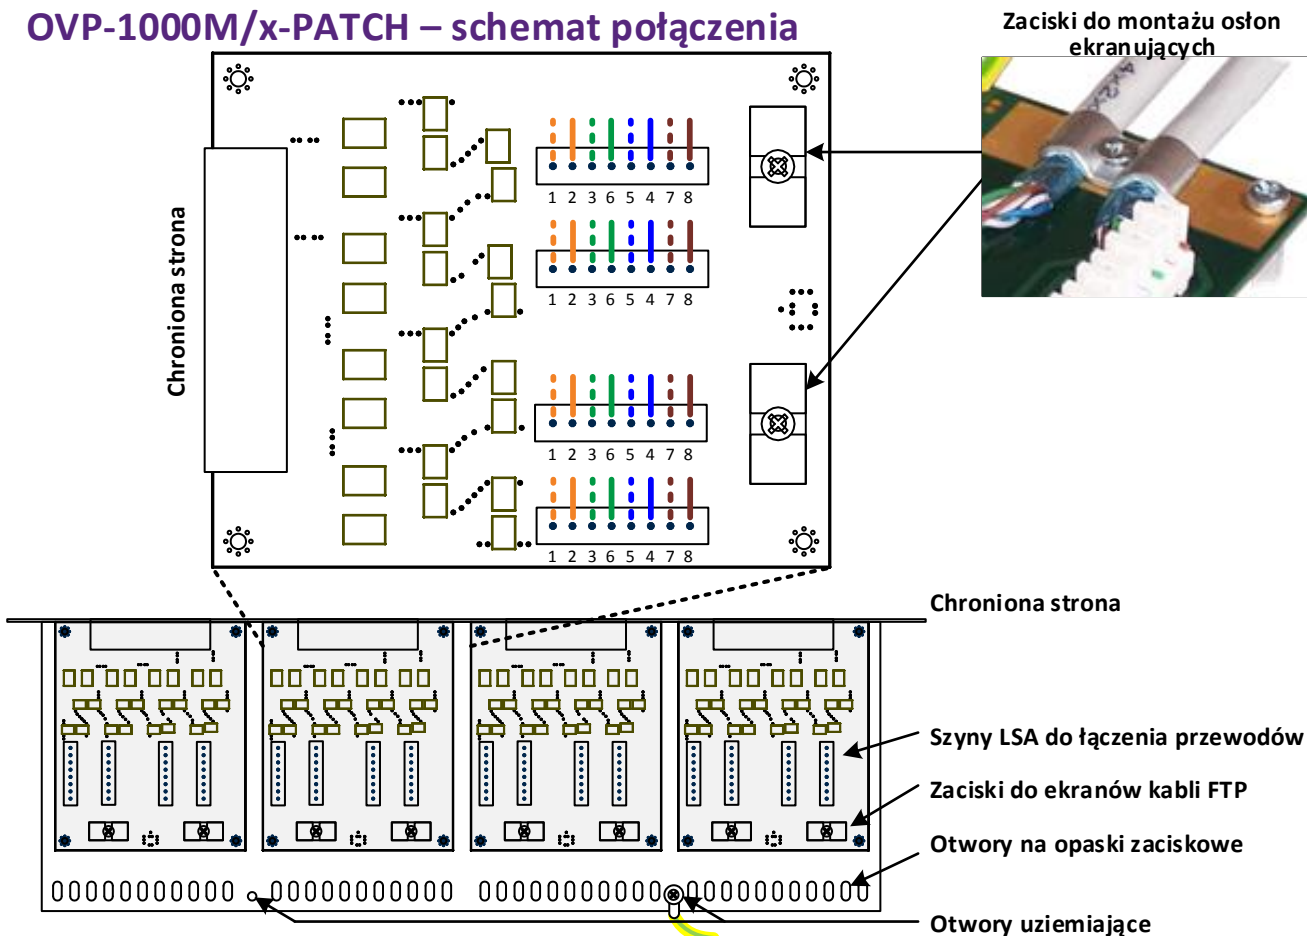 OVP-1000M/x-PATCH – schemat połączenia
Zaciski do montażu osłon
ekranujących
4x2x
Chroniona strona
1 2 3 6 5 4 7 8
1 2 3 6 5 4 7 8
1 2 3 6 5 4 7 8
1 2 3 6 5 4 7 8
Chroniona strona
Szyny LSA do łączenia przewodów
Zaciski do ekranów kabli FTP
Otwory na opaski zaciskowe
Otwory uziemiające